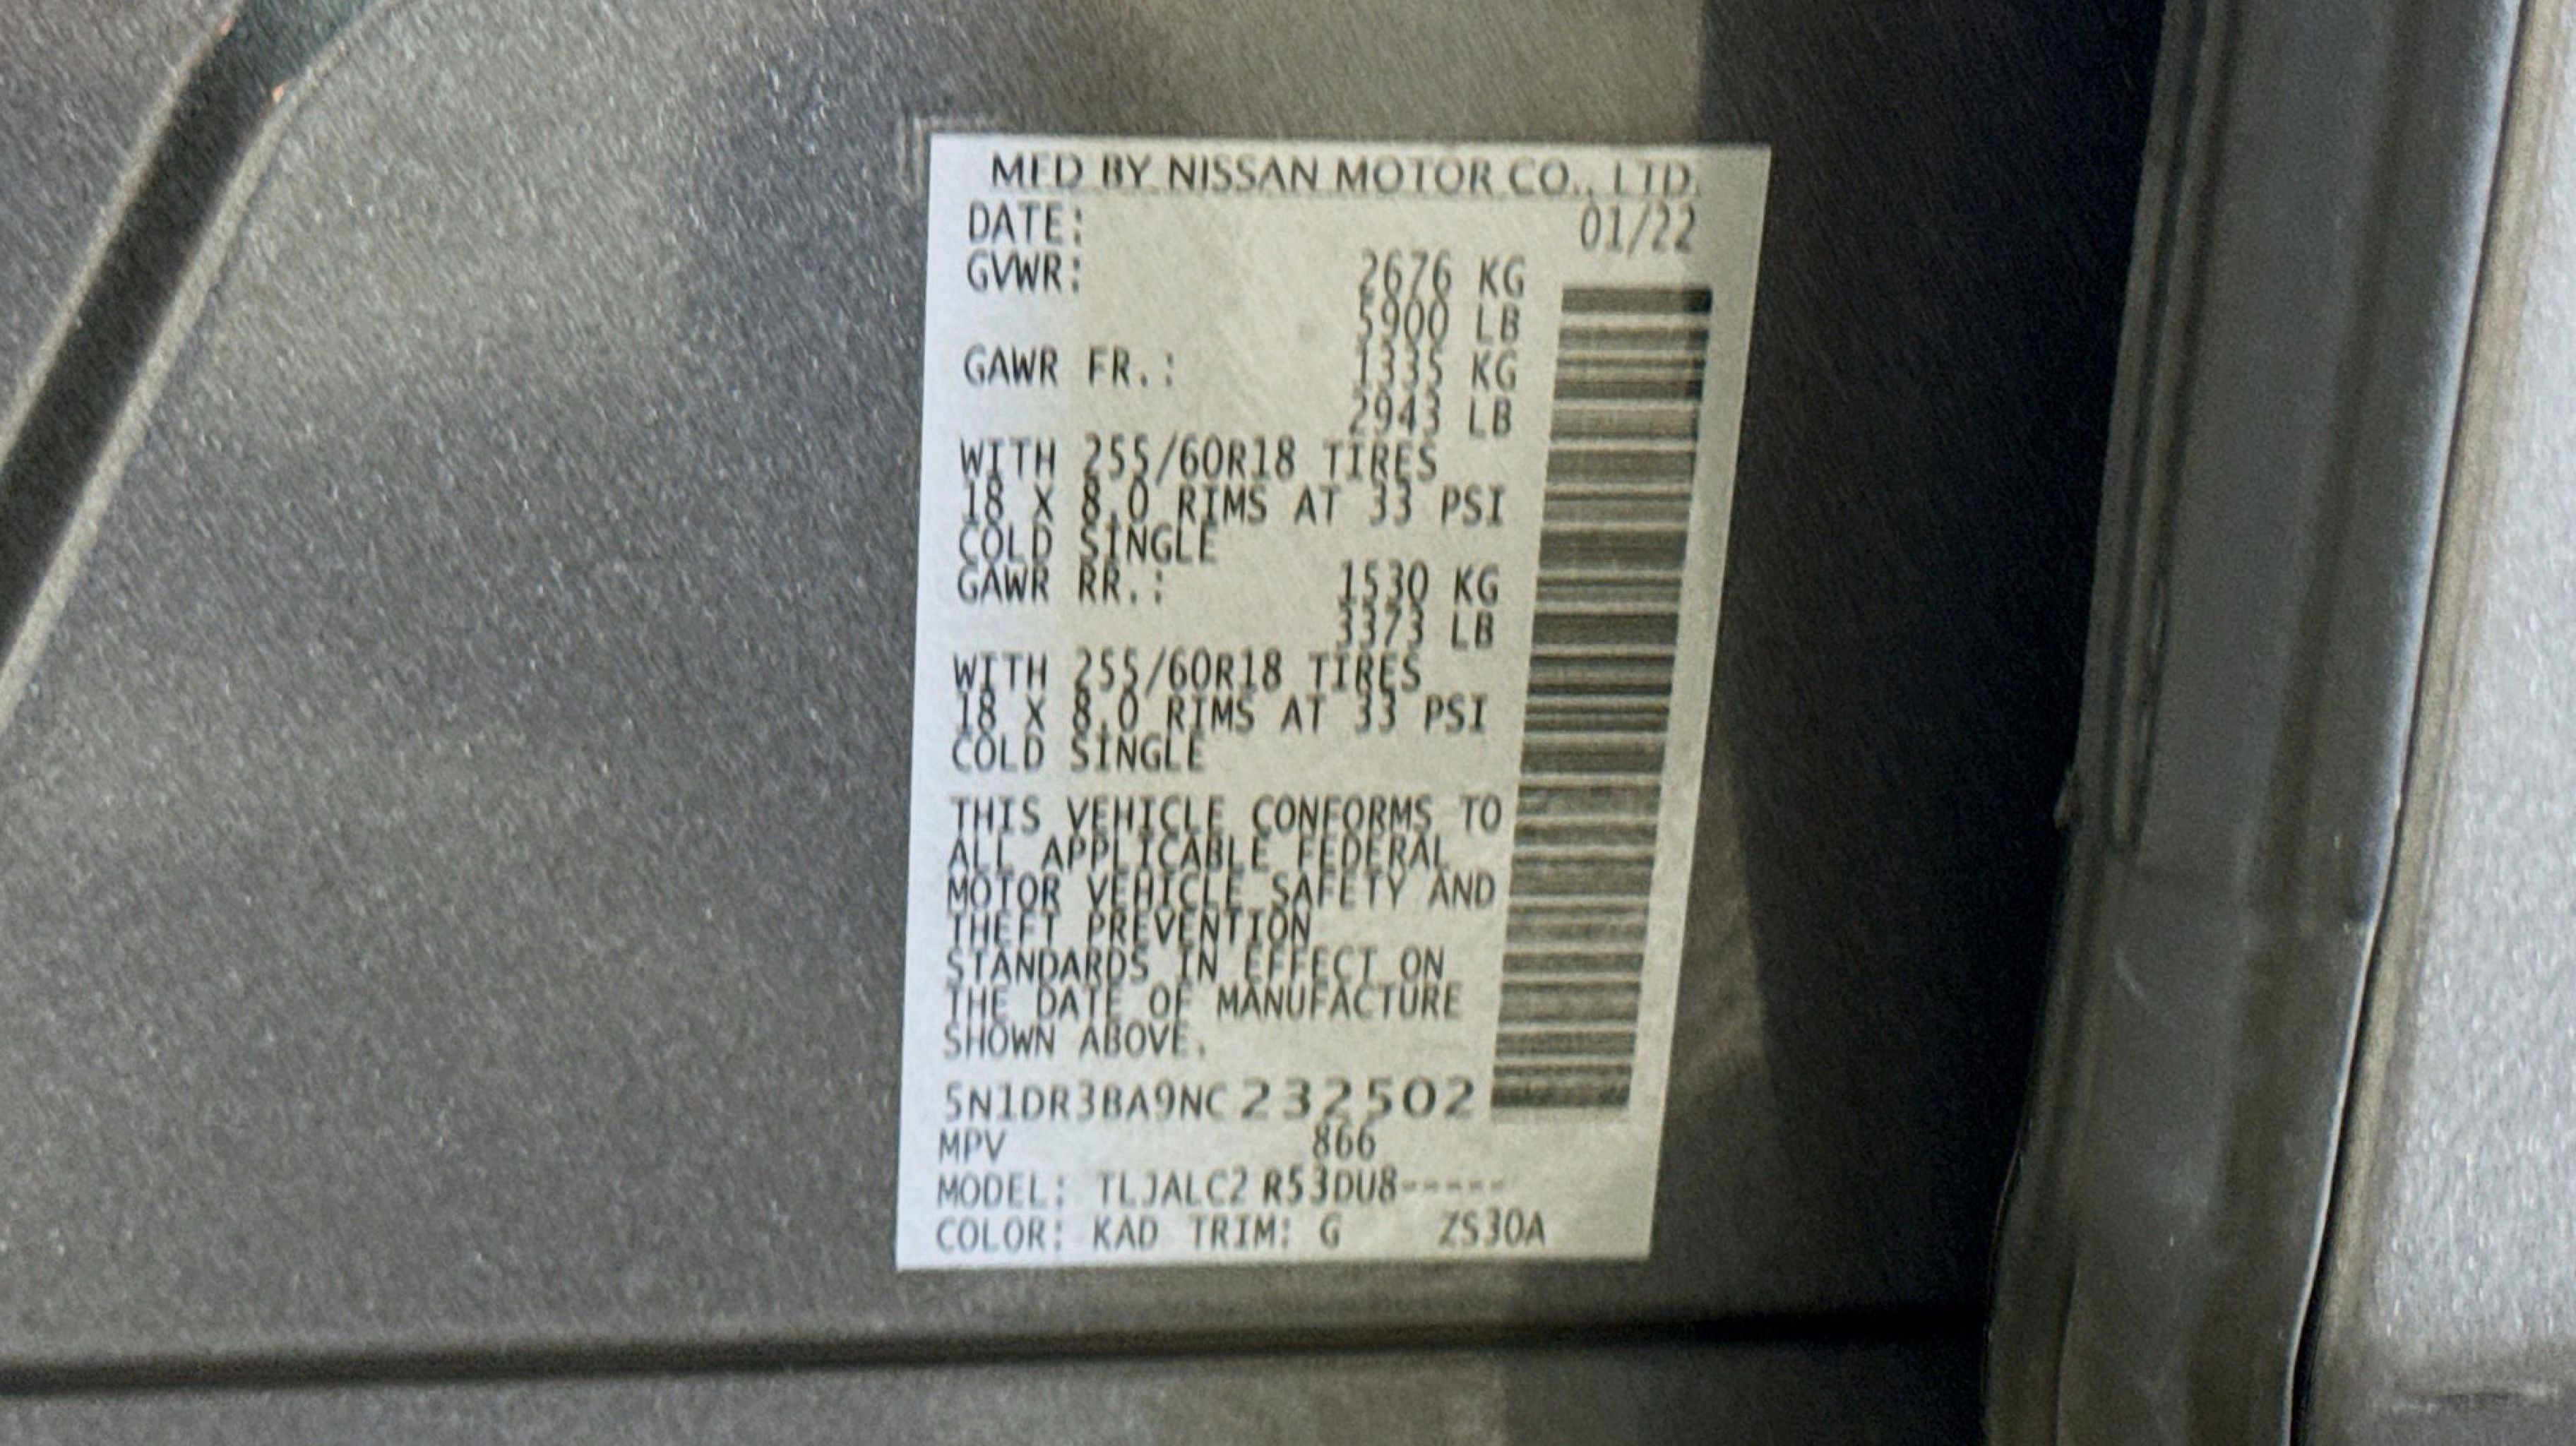 MFD BY NISSAN MOTOR CO., LTD.
DATE: 01/22
GVWR: 2676 KG
5900 LB
GAWR FR.: 1335 KG
2943 LB
WITH 255/60R18 TIRES
18 X 8.0 RIMS AT 33 PSI
COLD SINGLE
GAWR RR.: 1530 KG
3373 LB
WITH 255/60R18 TIRES
18 X 8.0 RIMS AT 33 PSI
COLD SINGLE
THIS VEHICLE CONFORMS TO
ALL APPLICABLE FEDERAL
MOTOR VEHICLE SAFETY AND
THEFT PREVENTION
STANDARDS IN EFFECT ON
THE DATE OF MANUFACTURE
SHOWN ABOVE.
5N1DR3BA9NC232502
MPV 866
MODEL: TLJALC2 R53DU8-----
COLOR: KAD TRIM: G ZS30A